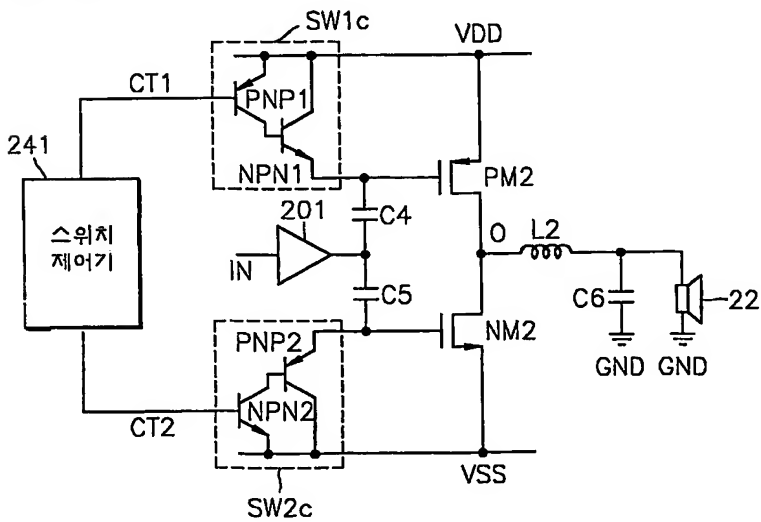 SW1c
VDD
CT1
PNP1
241
NPN1
PM2
스위치
제어기
201
C4
O
L2
IN
C5
C6
22
PNP2
NM2
GND GND
NPN2
CT2
VSS
SW2c